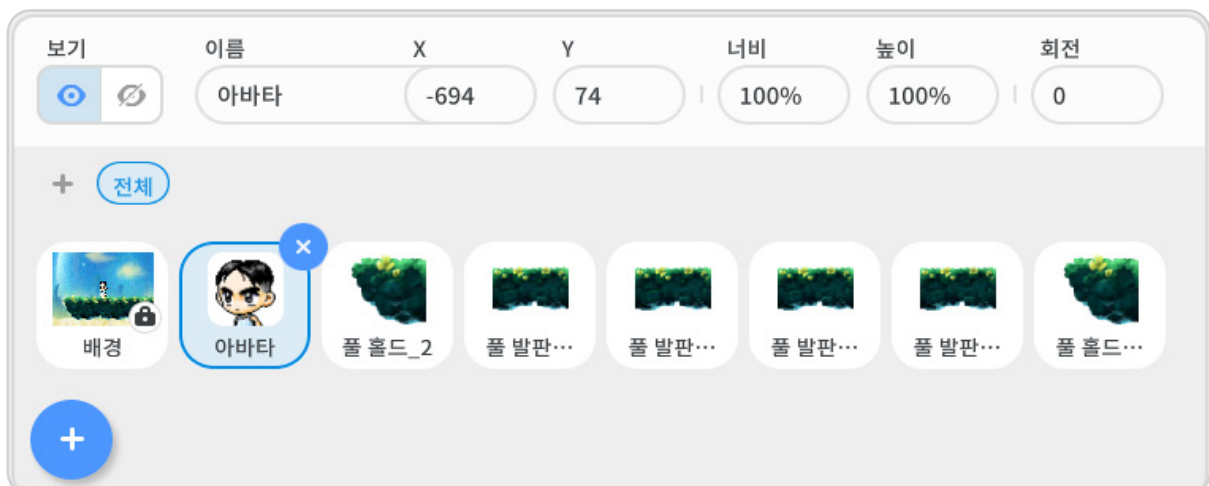 보기 이름 X Y 너비 높이 회전
아바타 -694 74 100% 100% 0
전체
배경 아바타 풀 홀드_2 풀 발판… 풀 발판… 풀 발판… 풀 발판… 풀 홀드…